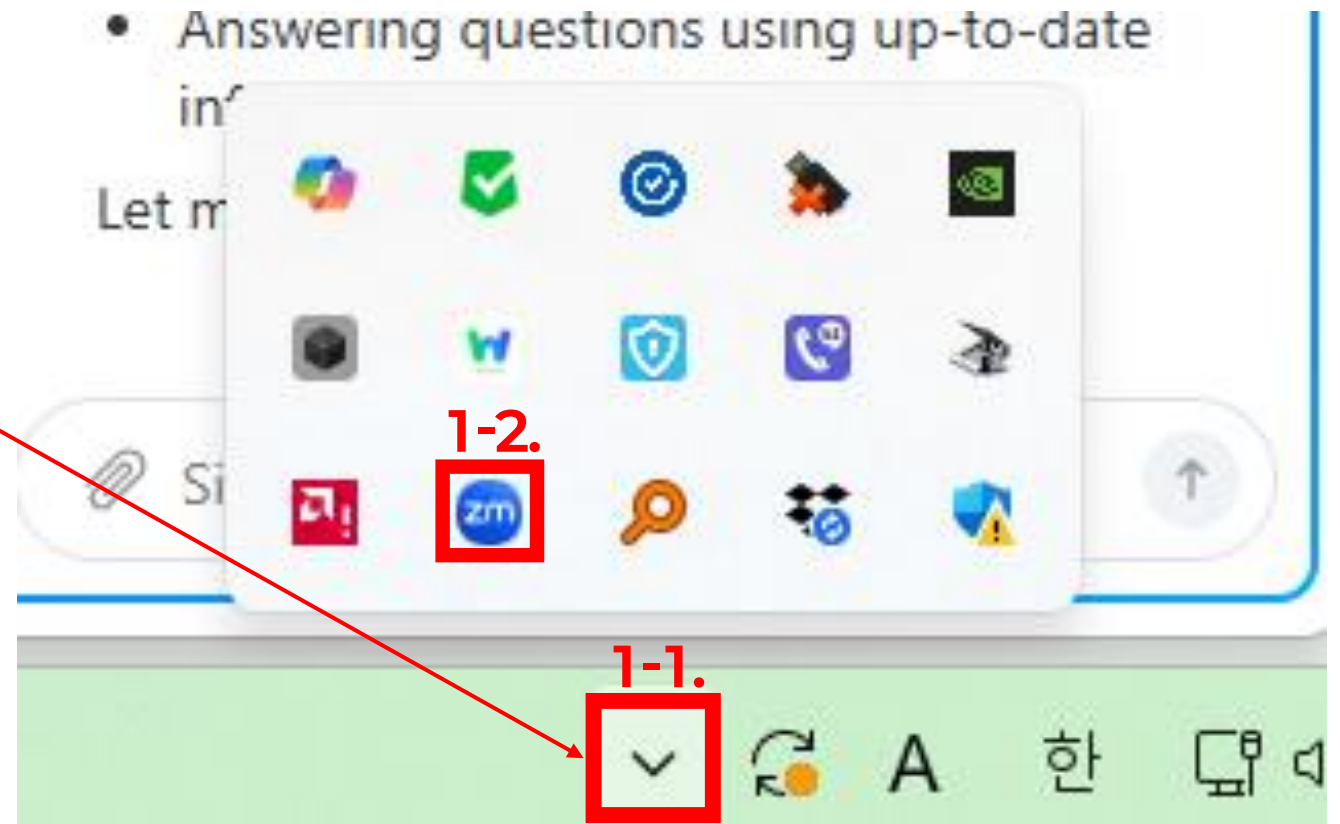 • Answering questions using up-to-date
Let m
1-2.
Si
zm
1-1.
A 한